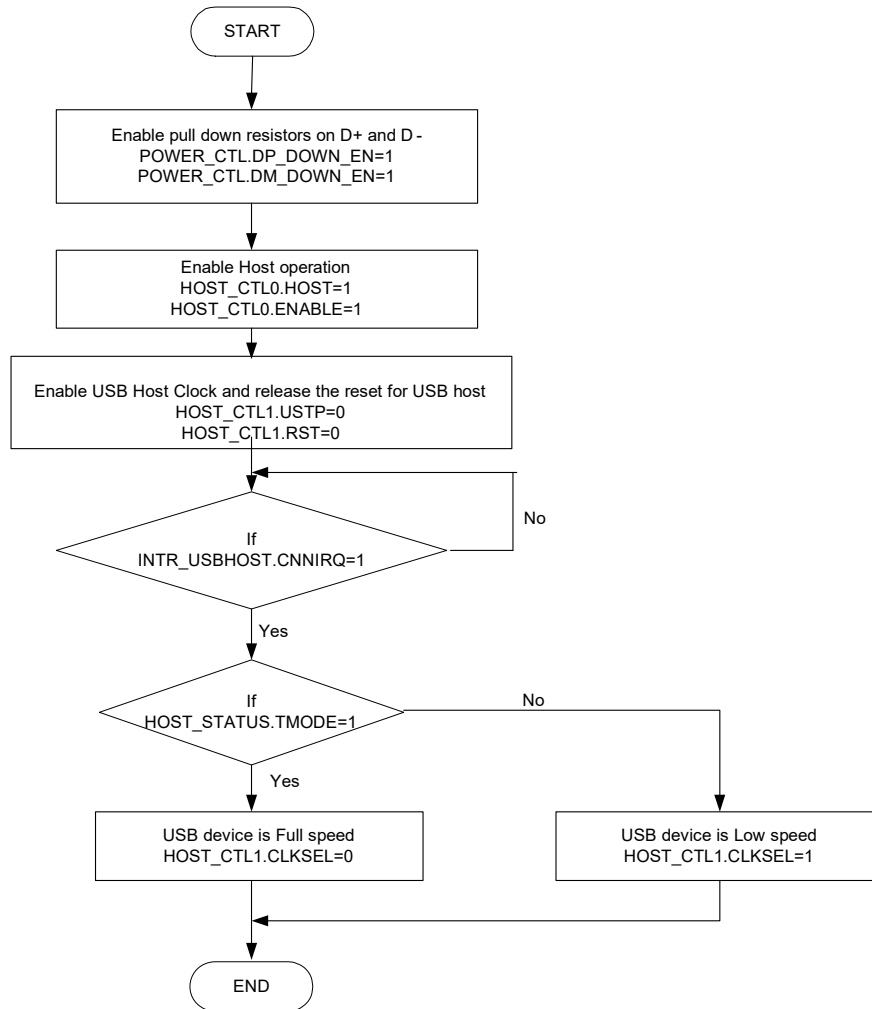 START
Enable pull down resistors on D+ and D -
POWER_CTL.DP_DOWN_EN=1
POWER_CTL.DM_DOWN_EN=1
Enable Host operation
HOST_CTL0.HOST=1
HOST_CTL0.ENABLE=1
Enable USB Host Clock and release the reset for USB host
HOST_CTL1.USTP=0
HOST_CTL1.RST=0
If
INTR_USBHOST.CNNIRQ=1
No
Yes
If
HOST_STATUS.TMODE=1
No
Yes
USB device is Full speed
HOST_CTL1.CLKSEL=0
USB device is Low speed
HOST_CTL1.CLKSEL=1
END